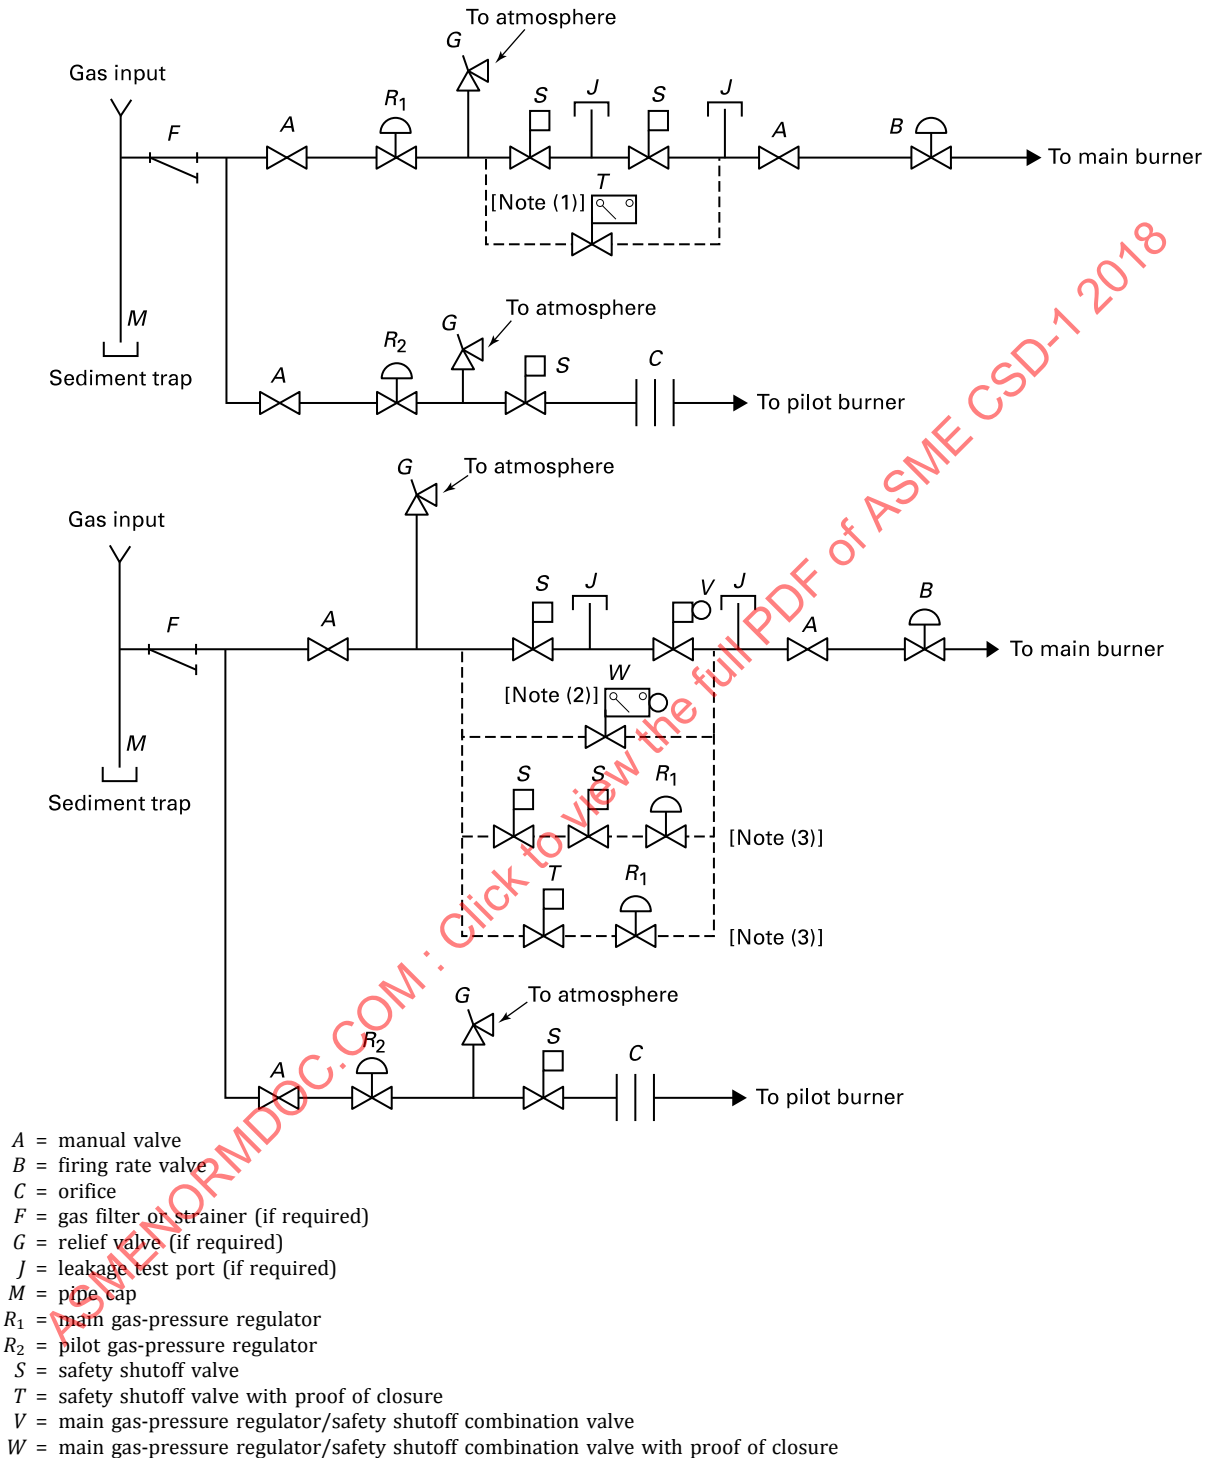 To atmosphere
G
Gas input
F
A
R1
S
J
S
J
A
B
To main burner
[Note (1)]
T
M
Sediment trap
To atmosphere
G
A
R2
S
C
To pilot burner
To atmosphere
G
Gas input
F
A
S
J
V
J
A
B
To main burner
[Note (2)]
W
M
Sediment trap
S
S
R1
[Note (3)]
T
R1
[Note (3)]
To atmosphere
G
A
R2
S
C
To pilot burner
A = manual valve
B = firing rate valve
C = orifice
F = gas filter or strainer (if required)
G = relief valve (if required)
J = leakage test port (if required)
M = pipe cap
R1 = main gas-pressure regulator
R2 = pilot gas-pressure regulator
S = safety shutoff valve
T = safety shutoff valve with proof of closure
V = main gas-pressure regulator/safety shutoff combination valve
W = main gas-pressure regulator/safety shutoff combination valve with proof of closure
ASMENORMDOC.COM : Click to view the full PDF of ASME CSD-1 2018